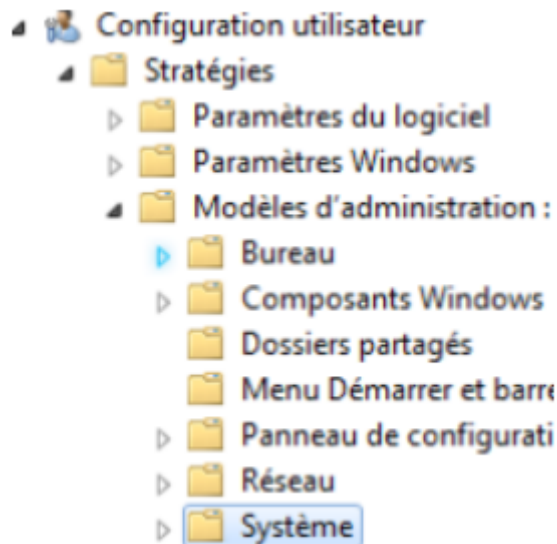 Configuration utilisateur
Stratégies
Paramètres du logiciel
Paramètres Windows
Modèles d'administration :
Bureau
Composants Windows
Dossiers partagés
Menu Démarrer et barre
Panneau de configurati
Réseau
Système